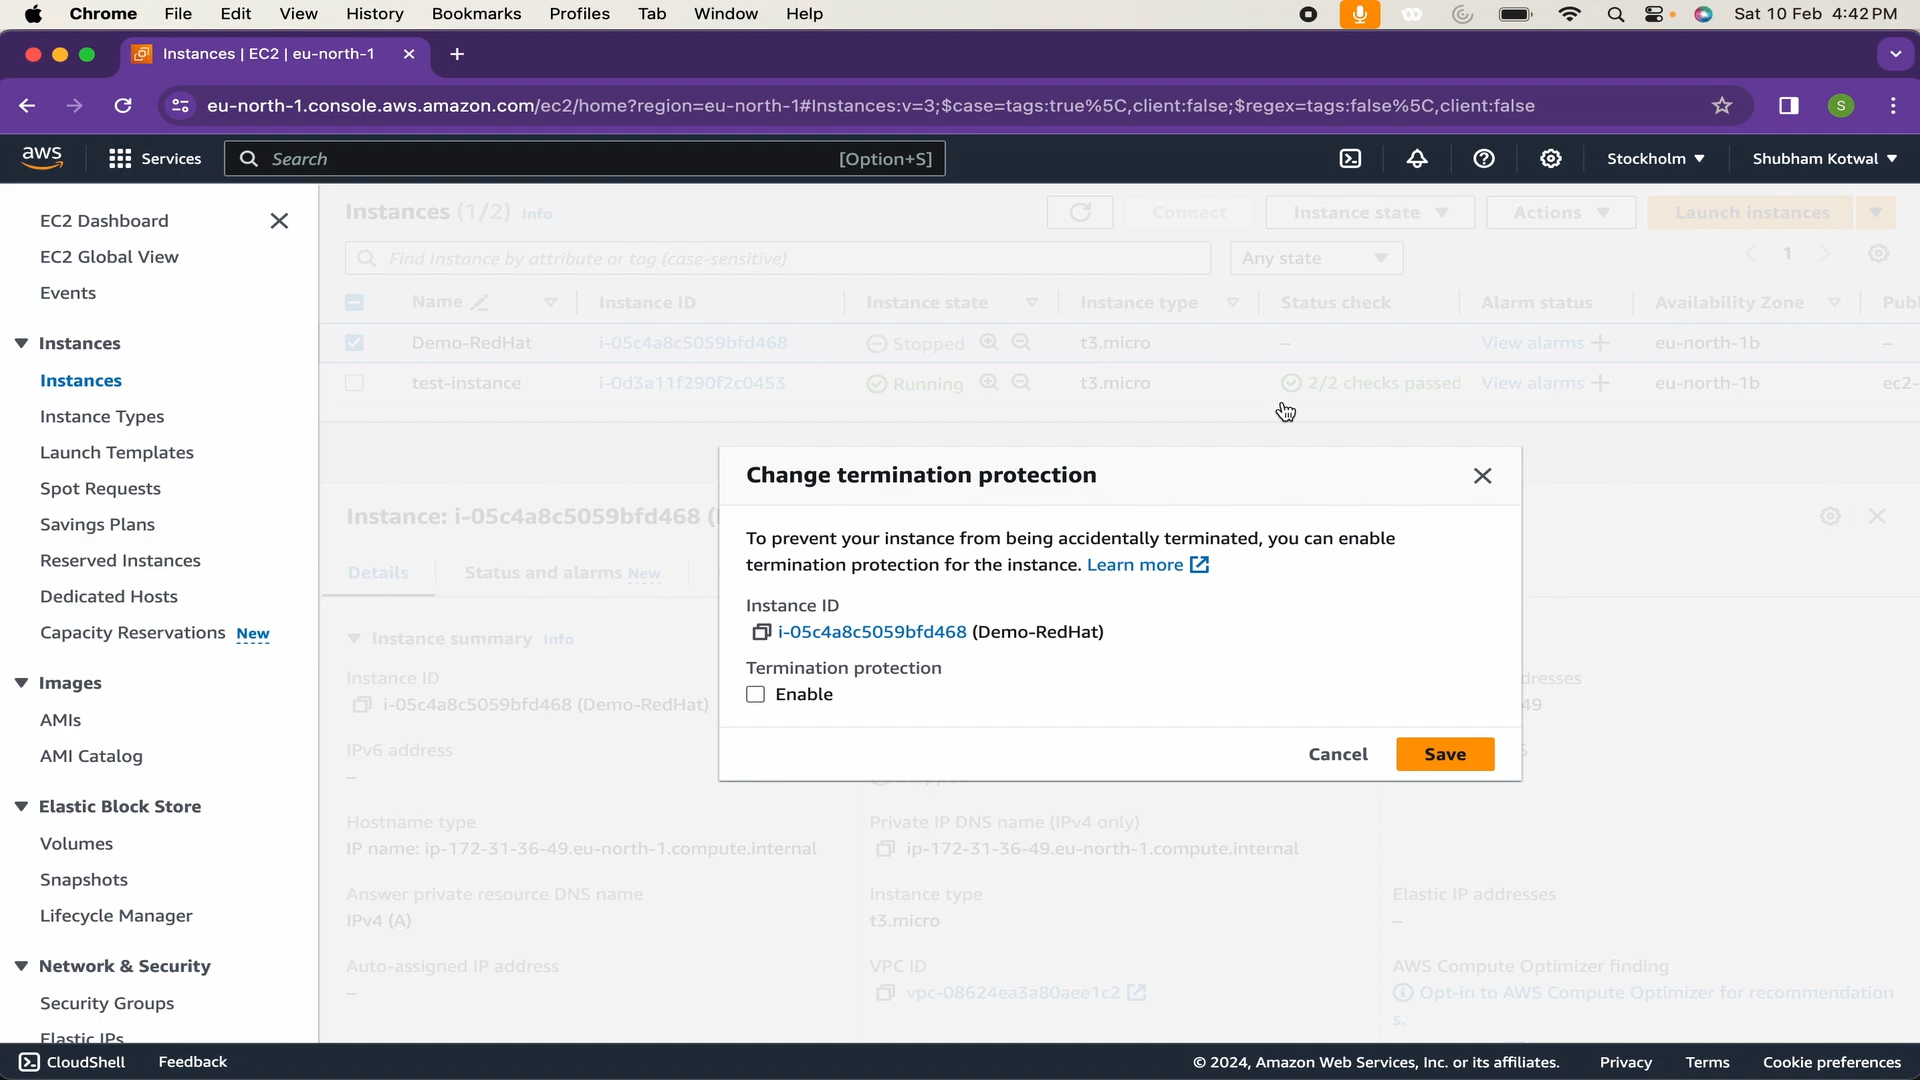 Chrome File Edit View History Bookmarks Profiles Tab Window Help Sat 10 Feb 4:42 PM
Instances | EC2 | eu-north-1
eu-north-1.console.aws.amazon.com/ec2/home?region=eu-north-1#Instances:v=3;$case=tags:true%5C,client:false;$regex=tags:false%5C,client:false S
aws Services Search [Option+S] Stockholm Shubham Kotwal
EC2 Dashboard
EC2 Global View
Events
Instances
Instances
Instance Types
Launch Templates
Spot Requests
Savings Plans
Reserved Instances
Dedicated Hosts
Capacity Reservations New
Images
AMIs
AMI Catalog
Elastic Block Store
Volumes
Snapshots
Lifecycle Manager
Network & Security
Security Groups
Elastic IPs
Instances (1/2) Info Connect Instance state Actions Launch instances
Find Instance by attribute or tag (case-sensitive) Any state 1
Name Instance ID Instance state Instance type Status check Alarm status Availability Zone Publ
Demo-RedHat i-05c4a8c5059bfd468 Stopped t3.micro – View alarms eu-north-1b –
test-instance i-0d3a11f290f2c0453 Running t3.micro 2/2 checks passed View alarms eu-north-1b ec2-
Instance: i-05c4a8c5059bfd468 (
Details Status and alarms New
Instance summary Info
Instance ID
i-05c4a8c5059bfd468 (Demo-RedHat)
IPv6 address
–
Hostname type
IP name: ip-172-31-36-49.eu-north-1.compute.internal
Private IP DNS name (IPv4 only)
ip-172-31-36-49.eu-north-1.compute.internal
Answer private resource DNS name
IPv4 (A)
Instance type
t3.micro
Elastic IP addresses
–
Auto-assigned IP address
–
VPC ID
vpc-08624ea3a80aee1c2
AWS Compute Optimizer finding
Opt-in to AWS Compute Optimizer for recommendation
s.
dresses
49
Change termination protection
To prevent your instance from being accidentally terminated, you can enable
termination protection for the instance. Learn more
Instance ID
i-05c4a8c5059bfd468 (Demo-RedHat)
Termination protection
Enable
Cancel Save
CloudShell Feedback © 2024, Amazon Web Services, Inc. or its affiliates. Privacy Terms Cookie preferences